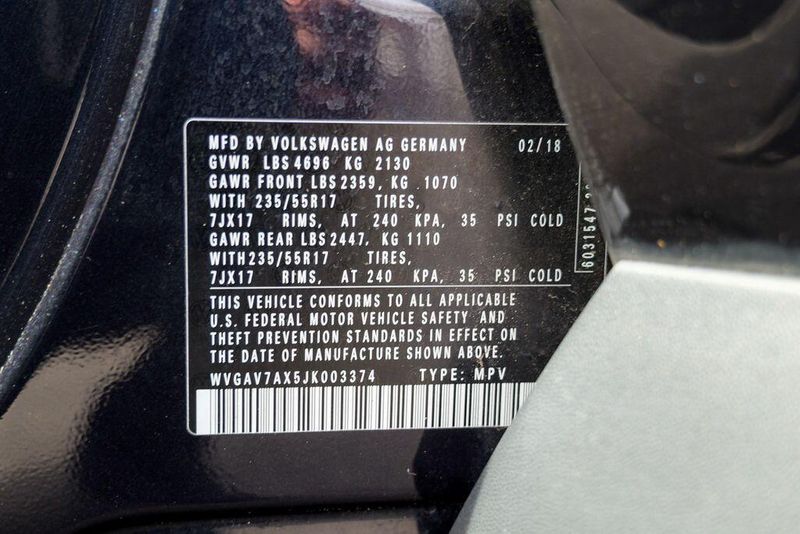 MFD BY VOLKSWAGEN AG GERMANY 02/18
GVWR LBS 4696 KG 2130
GAWR FRONT LBS 2359, KG 1070
WITH 235/55R17 TIRES,
7JX17 RIMS, AT 240 KPA, 35 PSI COLD
GAWR REAR LBS 2447, KG 1110
WITH 235/55R17 TIRES,
7JX17 RIMS, AT 240 KPA, 35 PSI COLD
THIS VEHICLE CONFORMS TO ALL APPLICABLE
U.S. FEDERAL MOTOR VEHICLE SAFETY AND
THEFT PREVENTION STANDARDS IN EFFECT ON
THE DATE OF MANUFACTURE SHOWN ABOVE.
WVGAV7AX5JK003374 TYPE: MPV
6Q31547